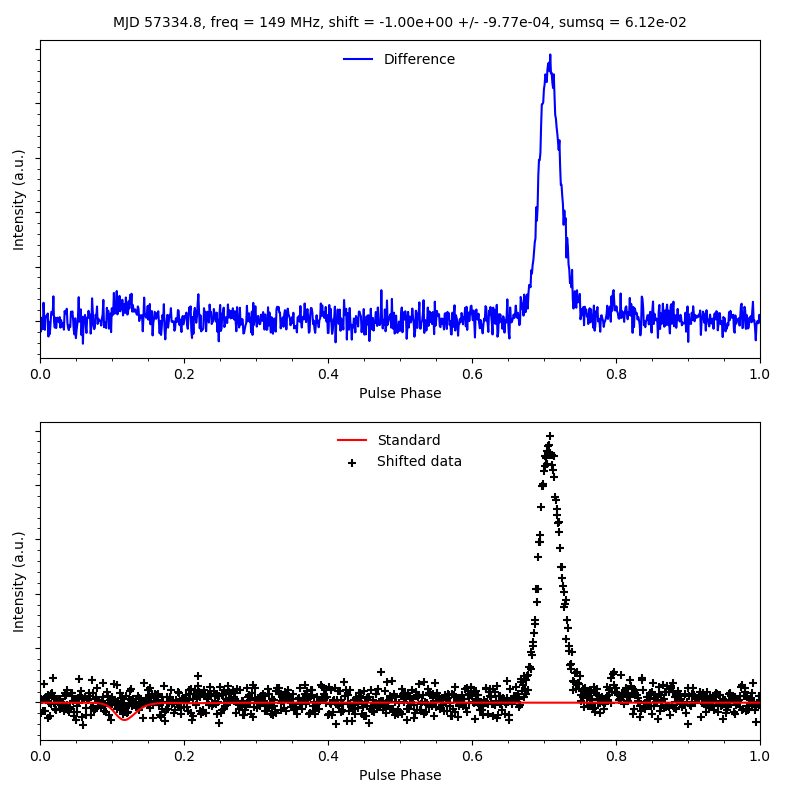 MJD 57334.8, freq = 149 MHz, shift = -1.00e+00 +/- -9.77e-04, sumsq = 6.12e-02
Difference
Intensity (a.u.)
0.0 0.2 0.4 0.6 0.8 1.0
Pulse Phase
Standard
Shifted data
Intensity (a.u.)
0.0 0.2 0.4 0.6 0.8 1.0
Pulse Phase